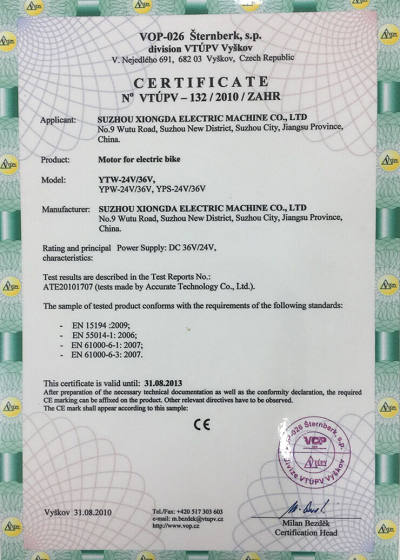 VOP-026 Šternberk, s.p.
division VTÚPV Vyškov
V. Nejedlého 691, 682 03 Vyškov, Czech Republic
CERTIFICATE
Nº VTÚPV – 132 / 2010 / ZAHR
Applicant: SUZHOU XIONGDA ELECTRIC MACHINE CO., LTD
No.9 Wutu Road, Suzhou New District, Suzhou City, Jiangsu Province,
China.
Product: Motor for electric bike
Model: YTW-24V/36V,
YPW-24V/36V, YPS-24V/36V
Manufacturer: SUZHOU XIONGDA ELECTRIC MACHINE CO., LTD
No.9 Wutu Road, Suzhou New District, Suzhou City, Jiangsu Province,
China.
Rating and principal Power Supply: DC 36V/24V,
characteristics:
Test results are described in the Test Reports No.:
ATE20101707 (tests made by Accurate Technology Co., Ltd.).
The sample of tested product conforms with the requirements of the following standards:
- EN 15194 :2009;
- EN 55014-1: 2006;
- EN 61000-6-1: 2007;
- EN 61000-6-3: 2007.
This certificate is valid until: 31.08.2013
After preparation of the necessary technical documentation as well as the conformity declaration, the required
CE marking can be affixed on the product. Other relevant directives have to be observed.
The CE mark shall appear according to this sample:
CE
VOP-026 Šternberk, s.p.
VOP
VTÚPV
divize VTÚPV Vyškov
Vyškov 31.08.2010
Tel./Fax: +420 517 303 603
e-mail: m.bezdek@vtupv.cz
http://www.vop.cz
Milan Bezděk
Certification Head